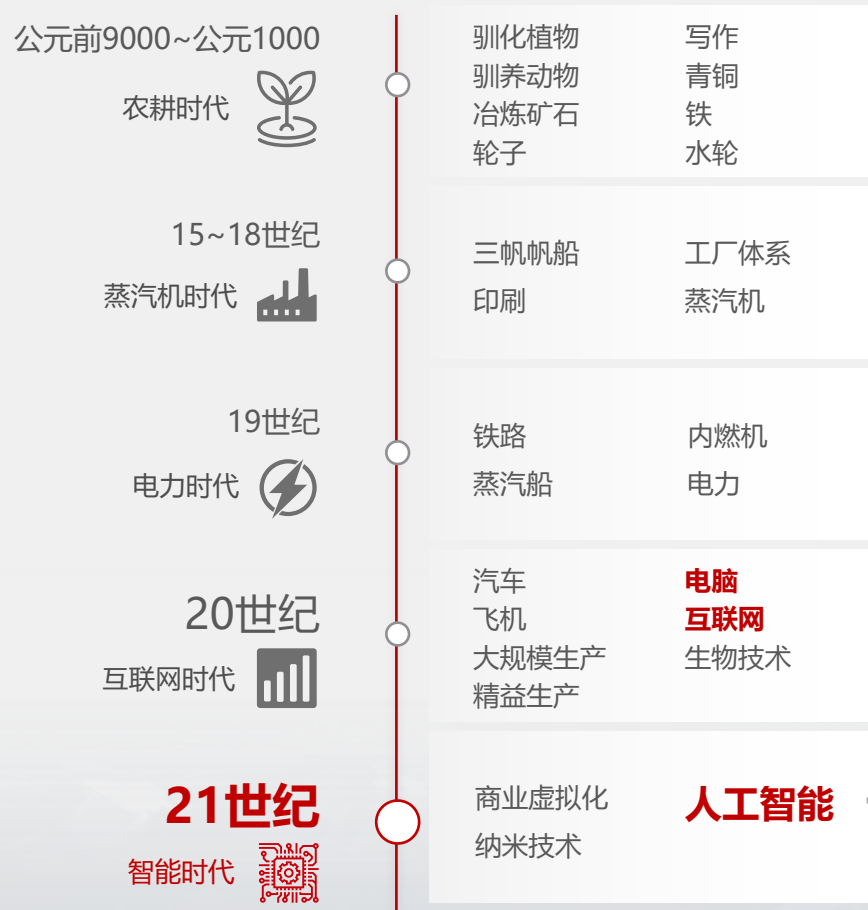 公元前9000~公元1000
农耕时代
驯化植物 写作
驯养动物 青铜
冶炼矿石 铁
轮子 水轮
15~18世纪
蒸汽机时代
三帆帆船 工厂体系
印刷 蒸汽机
19世纪
电力时代
铁路 内燃机
蒸汽船 电力
20世纪
互联网时代
汽车 电脑
飞机 互联网
大规模生产 生物技术
精益生产
21世纪
智能时代
商业虚拟化 人工智能
纳米技术